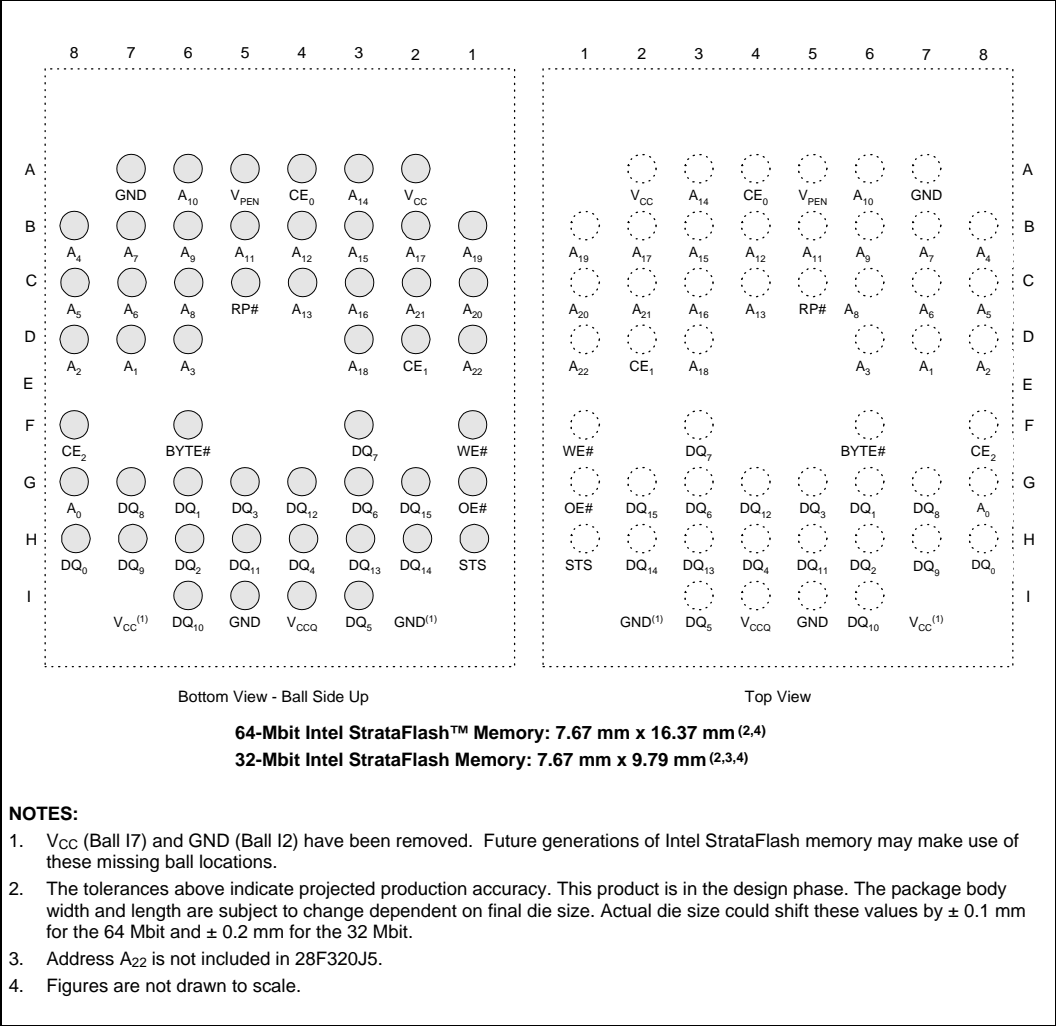 8 7 6 5 4 3 2 1 1 2 3 4 5 6 7 8
A A
GND A10 VPEN CE0 A14 VCC VCC A14 CE0 VPEN A10 GND
B B
A4 A7 A9 A11 A12 A15 A17 A19 A19 A17 A15 A12 A11 A9 A7 A4
C C
A5 A6 A8 RP# A13 A16 A21 A20 A20 A21 A16 A13 RP# A8 A6 A5
D D
A2 A1 A3 A18 CE1 A22 A22 CE1 A18 A3 A1 A2
E E
F F
CE2 BYTE# DQ7 WE# WE# DQ7 BYTE# CE2
G G
A0 DQ8 DQ1 DQ3 DQ12 DQ6 DQ15 OE# OE# DQ15 DQ6 DQ12 DQ3 DQ1 DQ8 A0
H H
DQ0 DQ9 DQ2 DQ11 DQ4 DQ13 DQ14 STS STS DQ14 DQ13 DQ4 DQ11 DQ2 DQ9 DQ0
I I
VCC(1) DQ10 GND VCCQ DQ5 GND(1) GND(1) DQ5 VCCQ GND DQ10 VCC(1)
Bottom View - Ball Side Up Top View
64-Mbit Intel StrataFlash™ Memory: 7.67 mm x 16.37 mm (2,4)
32-Mbit Intel StrataFlash Memory: 7.67 mm x 9.79 mm (2,3,4)
NOTES:
1. VCC (Ball I7) and GND (Ball I2) have been removed. Future generations of Intel StrataFlash memory may make use of
these missing ball locations.
2. The tolerances above indicate projected production accuracy. This product is in the design phase. The package body
width and length are subject to change dependent on final die size. Actual die size could shift these values by ± 0.1 mm
for the 64 Mbit and ± 0.2 mm for the 32 Mbit.
3. Address A22 is not included in 28F320J5.
4. Figures are not drawn to scale.